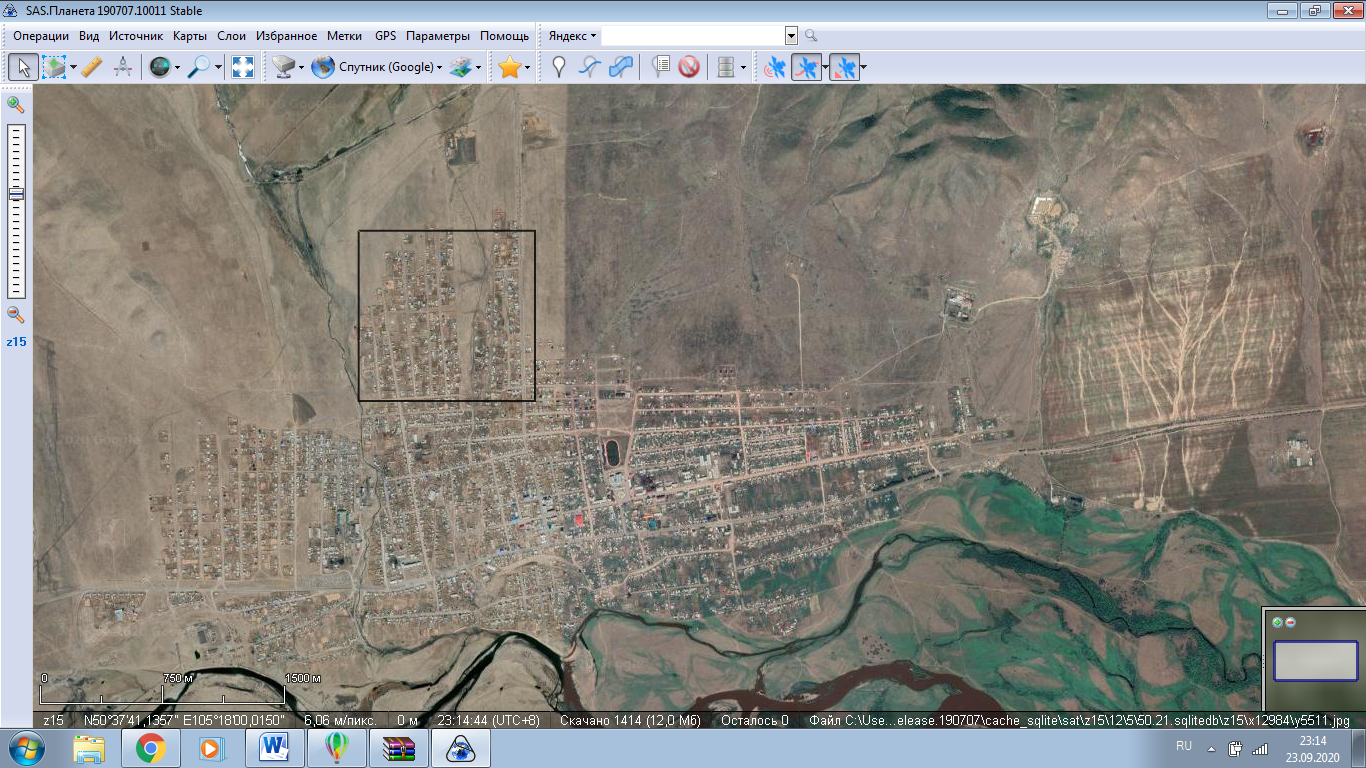 SAS.Планета 190707.10011 Stable
Операции Вид Источник Карты Слои Избранное Метки GPS Параметры Помощь Яндекс
Спутник (Google)
z15
0 750 м 1500 м
z15 N50°37'41,1357" E105°18'00,0150" 6,06 м/пикс. 0 м 23:14:44 (UTC+8) Скачано 1414 (12,0 Мб) Осталось 0 Файл C:\Use...elease.190707\cache_sqlite\sat\z15\12\5\50.21.sqlitedb\z15\x12984\y5511.jpg
RU 23:14
23.09.2020